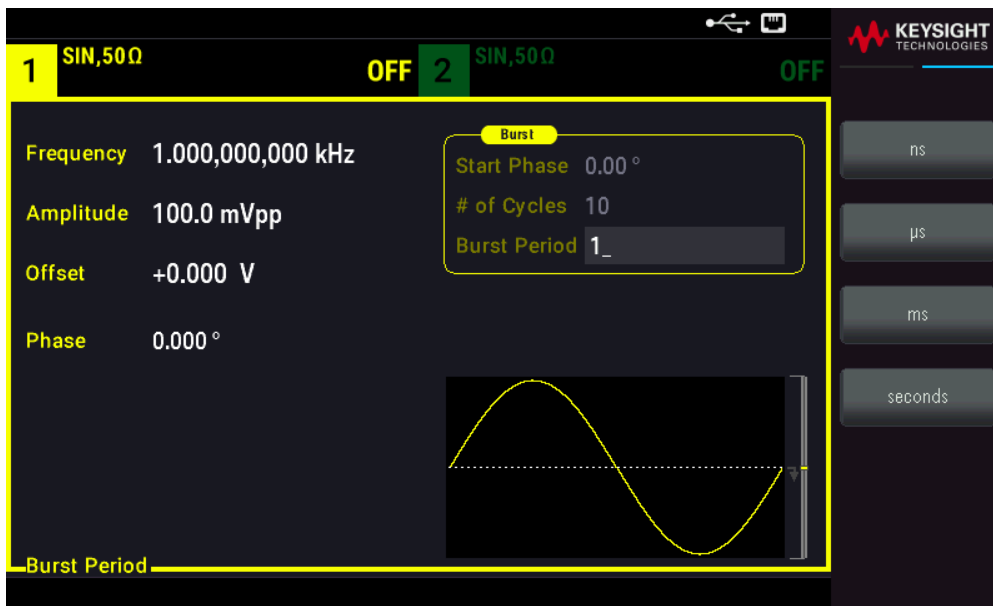 KEYSIGHT
TECHNOLOGIES
1 SIN,50Ω OFF
2 SIN,50Ω OFF
Frequency 1.000,000,000 kHz
Amplitude 100.0 mVpp
Offset +0.000 V
Phase 0.000 °
Burst
Start Phase 0.00 °
# of Cycles 10
Burst Period 1_
Burst Period
ns
µs
ms
seconds